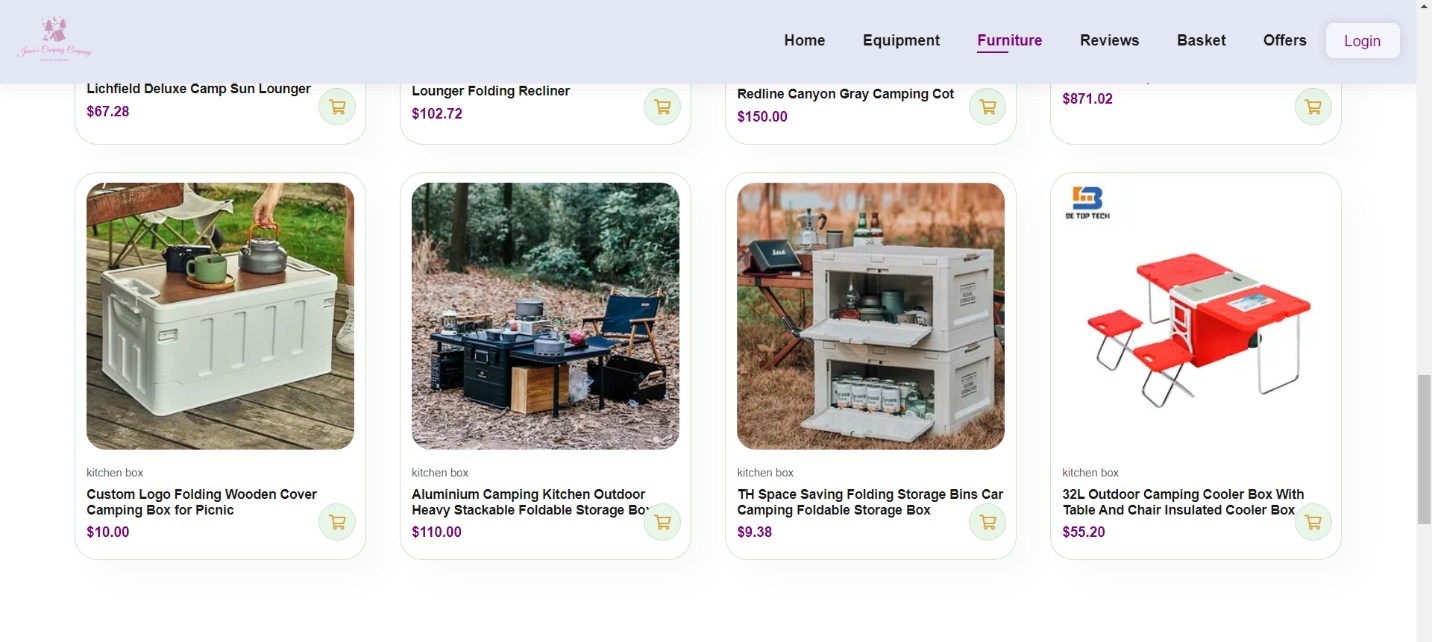 Home
Equipment
Furniture
Reviews
Basket
Offers
Login
Lichfield Deluxe Camp Sun Lounger
$67.28
Lounger Folding Recliner
$102.72
Redline Canyon Gray Camping Cot
$150.00
$871.02
BE TOP TECH
kitchen box
Custom Logo Folding Wooden Cover
Camping Box for Picnic
$10.00
kitchen box
Aluminium Camping Kitchen Outdoor
Heavy Stackable Foldable Storage Box
$110.00
kitchen box
TH Space Saving Folding Storage Bins Car
Camping Foldable Storage Box
$9.38
kitchen box
32L Outdoor Camping Cooler Box With
Table And Chair Insulated Cooler Box
$55.20